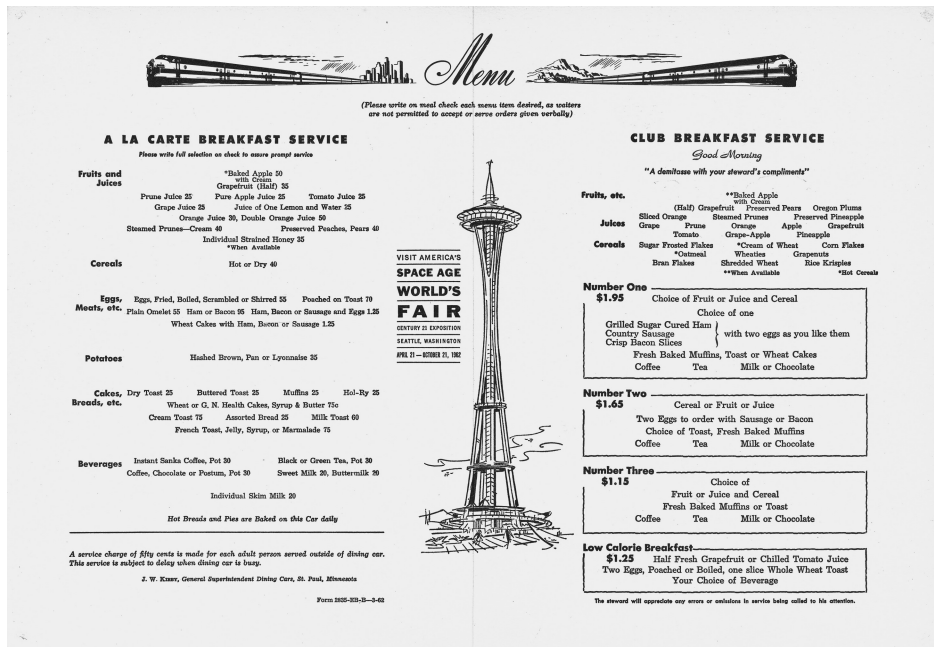 Menu
(Please write on meal check each menu item desired, as waiters
are not permitted to accept or serve orders given verbally)
A LA CARTE BREAKFAST SERVICE
Please write full selection on check to assure prompt service
Fruits and
Juices
*Baked Apple 50
with Cream
Grapefruit (Half) 35
Prune Juice 25 Pure Apple Juice 25 Tomato Juice 25
Grape Juice 25 Juice of One Lemon and Water 25
Orange Juice 30, Double Orange Juice 50
Steamed Prunes—Cream 40 Preserved Peaches, Pears 40
Individual Strained Honey 35
*When Available
Cereals Hot or Dry 40
Eggs,
Meats, etc.
Eggs, Fried, Boiled, Scrambled or Shirred 55 Poached on Toast 70
Plain Omelet 55 Ham or Bacon 95 Ham, Bacon or Sausage and Eggs 1.25
Wheat Cakes with Ham, Bacon or Sausage 1.25
Potatoes Hashed Brown, Pan or Lyonnaise 35
Cakes,
Breads, etc.
Dry Toast 25 Buttered Toast 25 Muffins 25 Hol-Ry 25
Wheat or G. N. Health Cakes, Syrup & Butter 75c
Cream Toast 75 Assorted Bread 25 Milk Toast 60
French Toast, Jelly, Syrup, or Marmalade 75
Beverages
Instant Sanka Coffee, Pot 30 Black or Green Tea, Pot 30
Coffee, Chocolate or Postum, Pot 30 Sweet Milk 20, Buttermilk 20
Individual Skim Milk 20
Hot Breads and Pies are Baked on this Car daily
A service charge of fifty cents is made for each adult person served outside of dining car.
This service is subject to delay when dining car is busy.
J. W. Kirby, General Superintendent Dining Cars, St. Paul, Minnesota
Form 2835-EB-B—3-62
VISIT AMERICA'S
SPACE AGE
WORLD'S
FAIR
CENTURY 21 EXPOSITION
SEATTLE, WASHINGTON
APRIL 21 — OCTOBER 21, 1962
CLUB BREAKFAST SERVICE
Good Morning
"A demitasse with your steward's compliments"
Fruits, etc.
**Baked Apple
with Cream
(Half) Grapefruit Preserved Pears Oregon Plums
Sliced Orange Steamed Prunes Preserved Pineapple
Juices
Grape Prune Orange Apple Grapefruit
Tomato Grape-Apple Pineapple
Cereals
Sugar Frosted Flakes *Cream of Wheat Corn Flakes
*Oatmeal Wheaties Grapenuts
Bran Flakes Shredded Wheat Rice Krispies
**When Available *Hot Cereals
Number One
$1.95 Choice of Fruit or Juice and Cereal
Choice of one
Grilled Sugar Cured Ham
Country Sausage
Crisp Bacon Slices
with two eggs as you like them
Fresh Baked Muffins, Toast or Wheat Cakes
Coffee Tea Milk or Chocolate
Number Two
$1.65 Cereal or Fruit or Juice
Two Eggs to order with Sausage or Bacon
Choice of Toast, Fresh Baked Muffins
Coffee Tea Milk or Chocolate
Number Three
$1.15 Choice of
Fruit or Juice and Cereal
Fresh Baked Muffins or Toast
Coffee Tea Milk or Chocolate
Low Calorie Breakfast
$1.25 Half Fresh Grapefruit or Chilled Tomato Juice
Two Eggs, Poached or Boiled, one slice Whole Wheat Toast
Your Choice of Beverage
The steward will appreciate any errors or omissions in service being called to his attention.